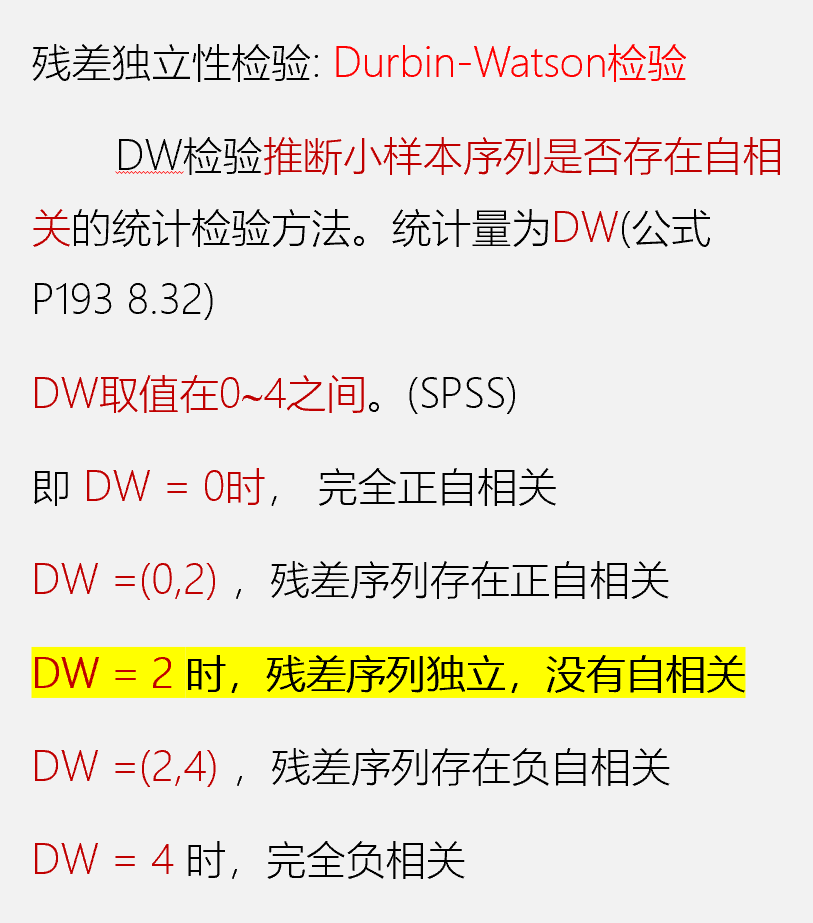 残差独立性检验: Durbin-Watson检验
DW检验推断小样本序列是否存在自相
关的统计检验方法。统计量为DW(公式
P193 8.32)
DW取值在0~4之间。(SPSS)
即 DW = 0时， 完全正自相关
DW =(0,2) ，残差序列存在正自相关
DW = 2 时，残差序列独立，没有自相关
DW =(2,4) ，残差序列存在负自相关
DW = 4 时，完全负相关